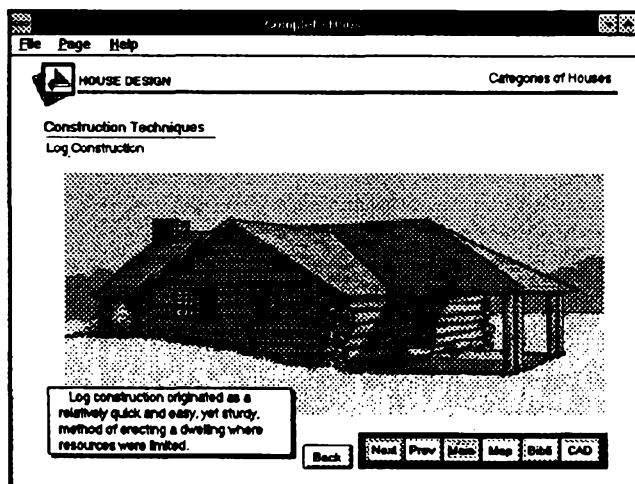 File Page Help
HOUSE DESIGN
Categories of Houses
Construction Techniques
Log Construction
Log construction originated as a
relatively quick and easy, yet sturdy,
method of erecting a dwelling where
resources were limited.
Back Next Prev Main Map Bibli CAD